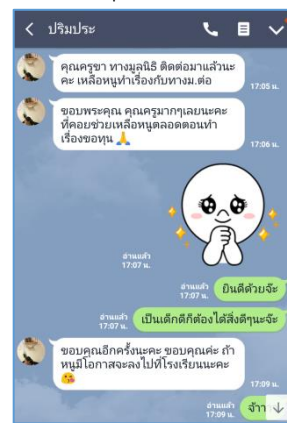 ปริมประ
คุณครูขา ทางมูลนิธิ ติดต่อมาแล้วนะ
คะ เหลือหนูทำเรื่องกับทางม.ต่อ
17:05 น.
ขอบพระคุณ คุณครูมากๆเลยนะคะ
ที่คอยช่วยเหลือหนูตลอดตอนทำ
เรื่องขอทุน 🙏
17:06 น.
อ่านแล้ว
17:07 น.
อ่านแล้ว
17:07 น.
ยินดีด้วยจ๊ะ
อ่านแล้ว
17:07 น.
เป็นเด็กดีก็ต้องได้สิ่งดีๆนะจ๊ะ
ขอบคุณอีกครั้งนะคะ ขอบคุณค่ะ ถ้า
หนูมีโอกาสจะลงไปที่โรงเรียนนะคะ
😘
17:09 น.
อ่านแล้ว
17:09 น.
จ้าา